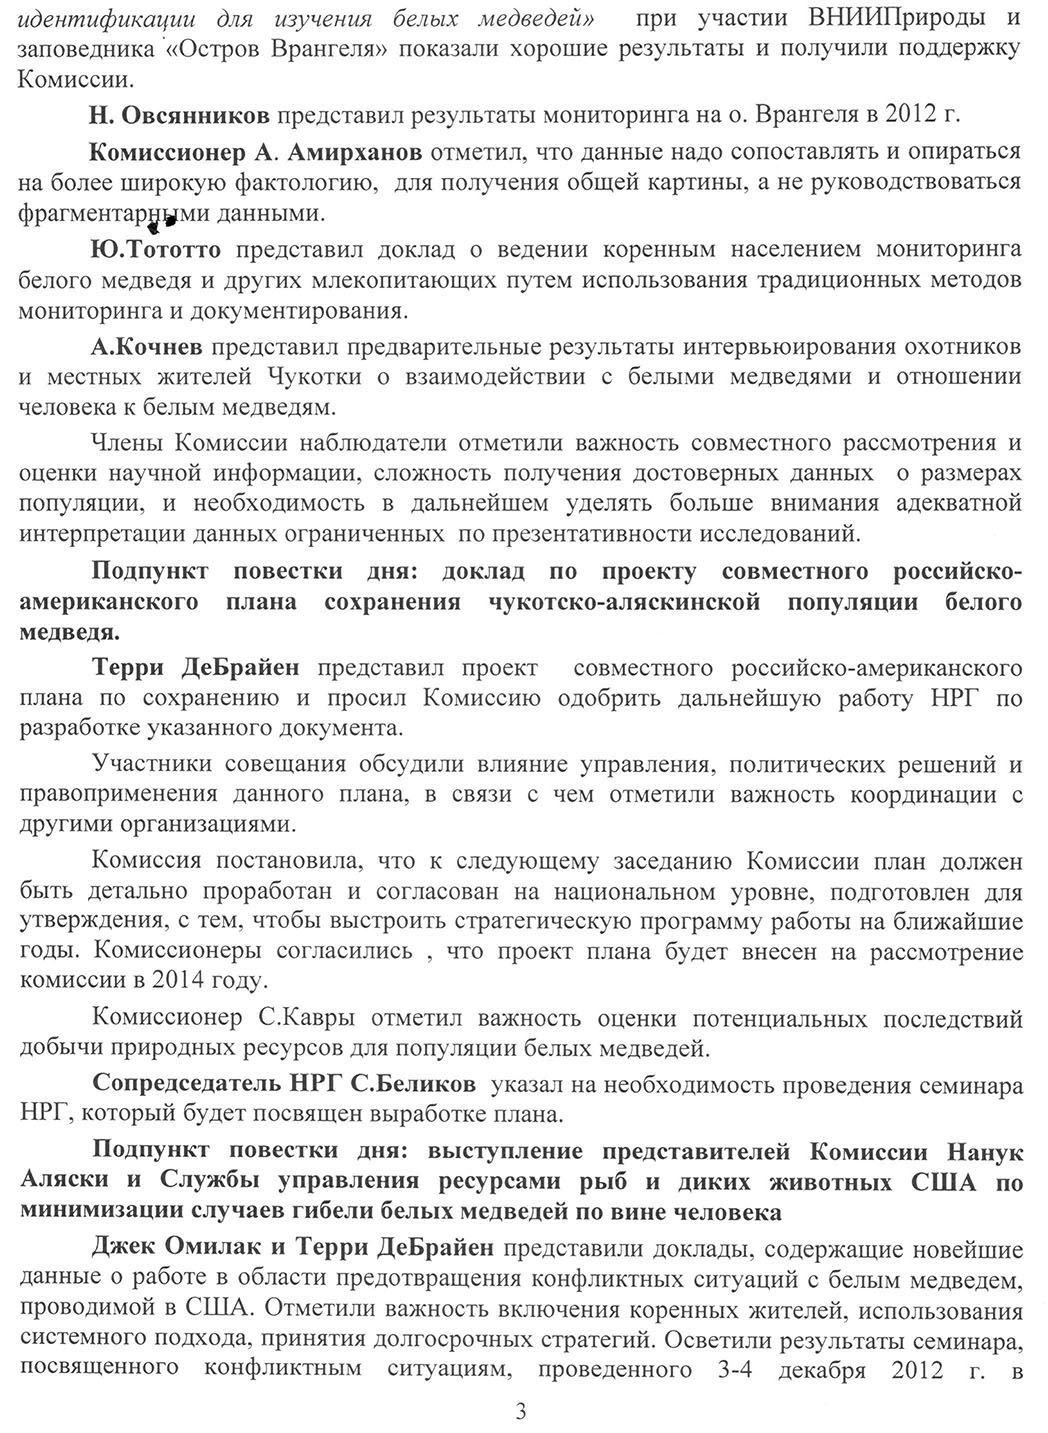 идентификации для изучения белых медведей» при участии ВНИИПрироды и
заповедника «Остров Врангеля» показали хорошие результаты и получили поддержку
Комиссии.
Н. Овсянников представил результаты мониторинга на о. Врангеля в 2012 г.
Комиссионер А. Амирханов отметил, что данные надо сопоставлять и опираться
на более широкую фактологию, для получения общей картины, а не руководствоваться
фрагментарными данными.
Ю.Тототто представил доклад о ведении коренным населением мониторинга
белого медведя и других млекопитающих путем использования традиционных методов
мониторинга и документирования.
А.Кочнев представил предварительные результаты интервьюирования охотников
и местных жителей Чукотки о взаимодействии с белыми медведями и отношении
человека к белым медведям.
Члены Комиссии наблюдатели отметили важность совместного рассмотрения и
оценки научной информации, сложность получения достоверных данных о размерах
популяции, и необходимость в дальнейшем уделять больше внимания адекватной
интерпретации данных ограниченных по презентативности исследований.
Подпункт повестки дня: доклад по проекту совместного российско-
американского плана сохранения чукотско-аляскинской популяции белого
медведя.
Терри ДеБрайен представил проект совместного российско-американского
плана по сохранению и просил Комиссию одобрить дальнейшую работу НРГ по
разработке указанного документа.
Участники совещания обсудили влияние управления, политических решений и
правоприменения данного плана, в связи с чем отметили важность координации с
другими организациями.
Комиссия постановила, что к следующему заседанию Комиссии план должен
быть детально проработан и согласован на национальном уровне, подготовлен для
утверждения, с тем, чтобы выстроить стратегическую программу работы на ближайшие
годы. Комиссионеры согласились , что проект плана будет внесен на рассмотрение
комиссии в 2014 году.
Комиссионер С.Кавры отметил важность оценки потенциальных последствий
добычи природных ресурсов для популяции белых медведей.
Сопредседатель НРГ С.Беликов указал на необходимость проведения семинара
НРГ, который будет посвящен выработке плана.
Подпункт повестки дня: выступление представителей Комиссии Нанук
Аляски и Службы управления ресурсами рыб и диких животных США по
минимизации случаев гибели белых медведей по вине человека
Джек Омилак и Терри ДеБрайен представили доклады, содержащие новейшие
данные о работе в области предотвращения конфликтных ситуаций с белым медведем,
проводимой в США. Отметили важность включения коренных жителей, использования
системного подхода, принятия долгосрочных стратегий. Осветили результаты семинара,
посвященного конфликтным ситуациям, проведенного 3-4 декабря 2012 г. в
3